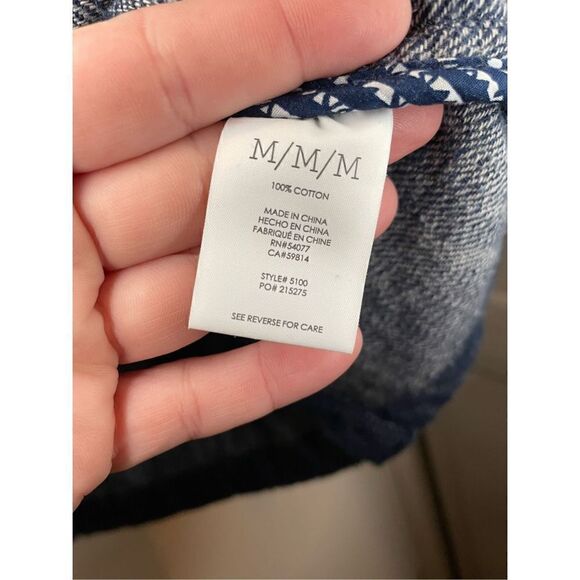 M/M/M
100% COTTON
MADE IN CHINA
HECHO EN CHINA
FABRIQUÉ EN CHINE
RN#54077
CA#59814
STYLE# 5100
PO# 215275
SEE REVERSE FOR CARE